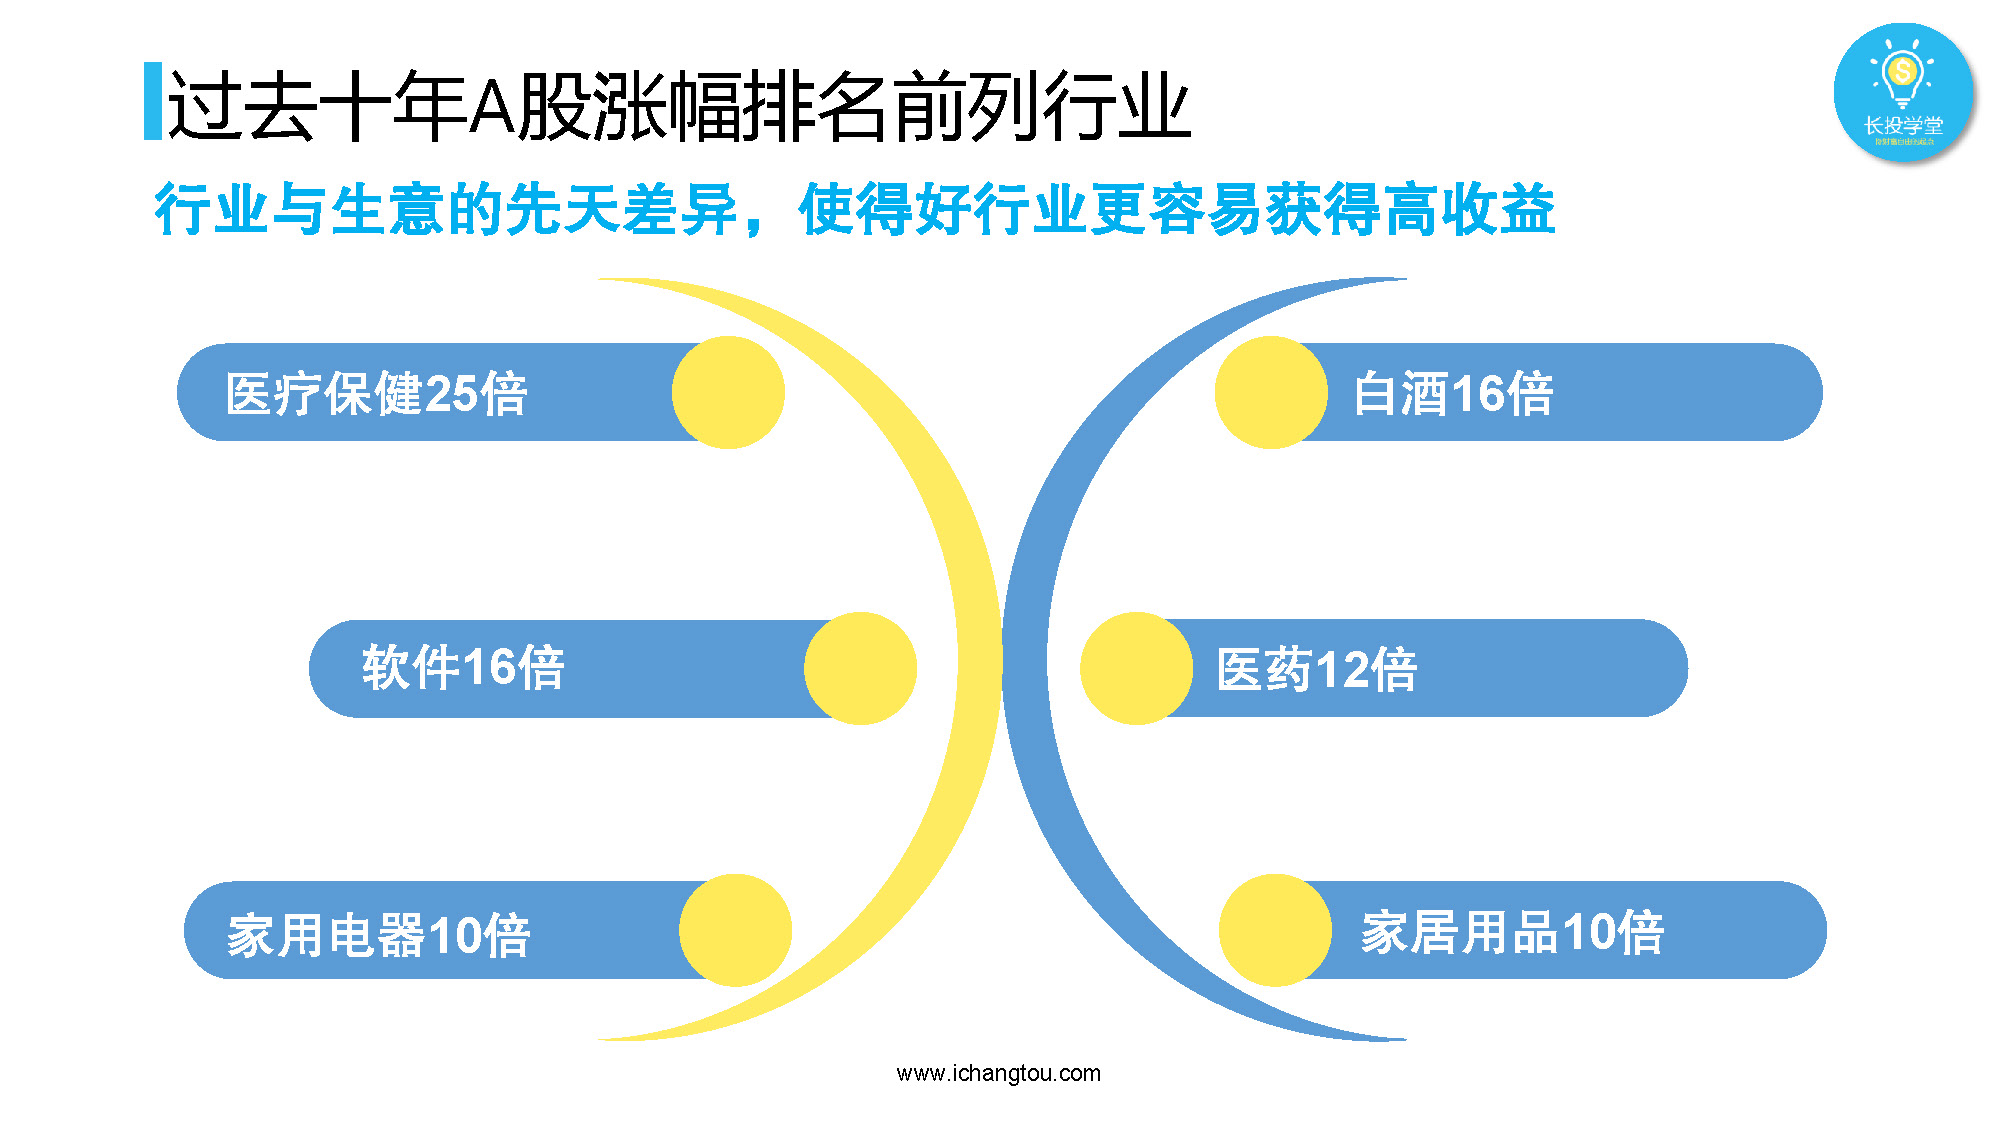 过去十年A股涨幅排名前列行业
长投学堂
行业与生意的先天差异，使得好行业更容易获得高收益
医疗保健25倍
白酒16倍
软件16倍
医药12倍
家用电器10倍
家居用品10倍
www.ichangtou.com